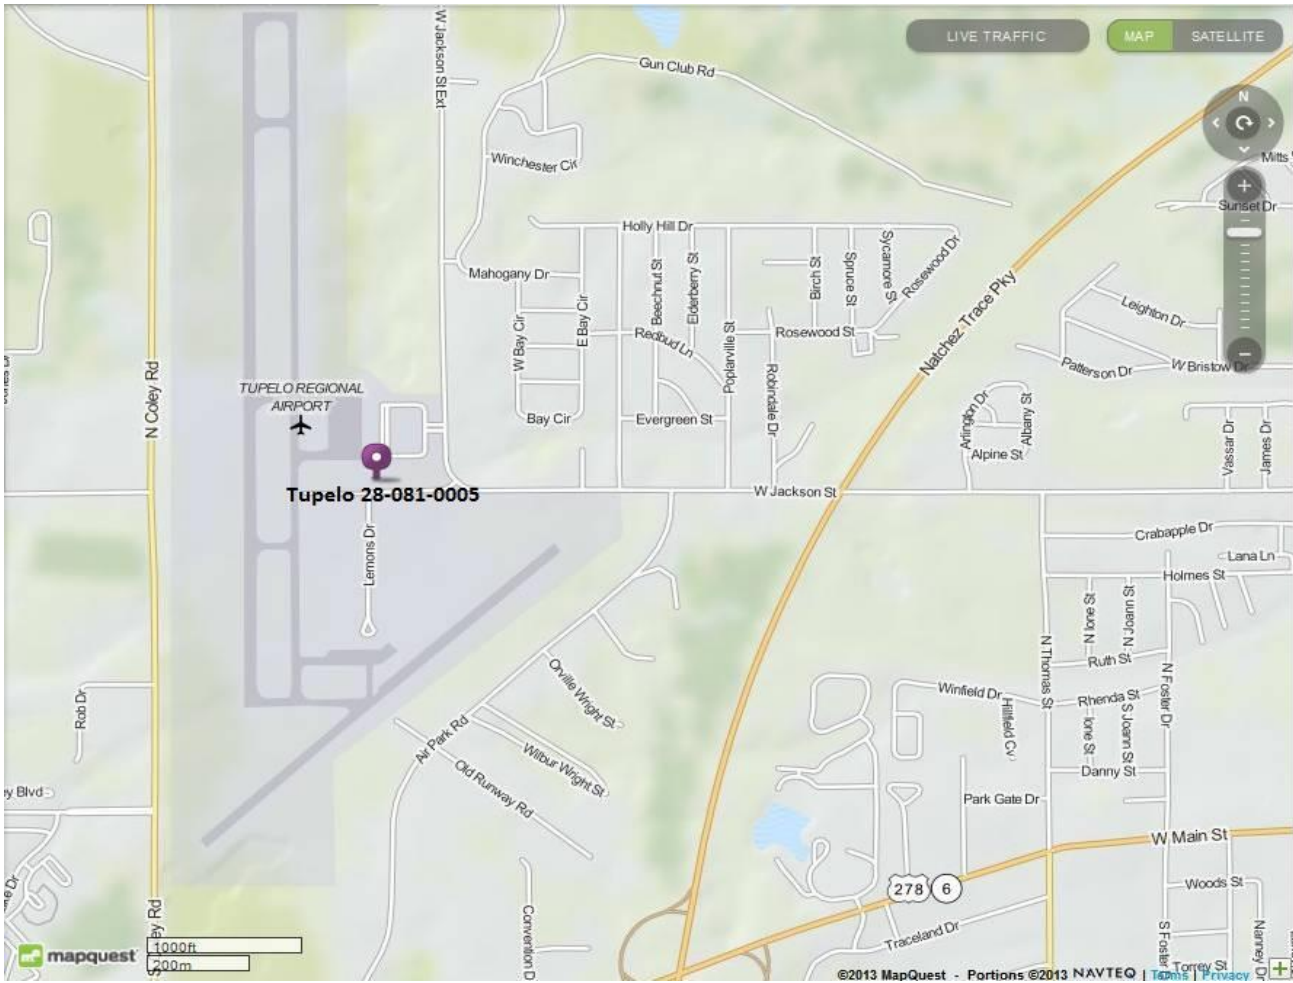 LIVE TRAFFIC
MAP
SATELLITE
W Jackson St Ext
Gun Club Rd
N
Winchester Cir
Mitts
Sunset Dr
Holly Hill Dr
Mahogany Dr
W Bay Cir
E Bay Cir
Beechnut St
Elderberry St
Redbud Ln
Poplarville St
Birch St
Spruce St
Sycamore St
Rosewood Dr
Rosewood St
Robindale Dr
Natchez Trace Pky
Leighton Dr
Patterson Dr
W Bristow Dr
N Coley Rd
TUPELO REGIONAL
AIRPORT
Bay Cir
Evergreen St
Arlington Dr
Albany St
Alpine St
Vassar Dr
James Dr
Tupelo 28-081-0005
W Jackson St
Lemons Dr
Crabapple Dr
Lana Ln
Holmes St
N Ione St
N Joann St
Ruth St
N Thomas St
N Foster Dr
Rhenda St
Winfield Dr
Hillfield Cv
Ione St
S Joann St
Danny St
Park Gate Dr
Orville Wright St
Rob Dr
Air Park Rd
Wilbur Wright St
Old Runway Rd
ey Blvd
W Main St
278
6
Woods St
Traceland Dr
Convention D
S Foster
Nanney Dr
Torrey St
mapquest
1000ft
200m
©2013 MapQuest - Portions ©2013 NAVTEQ | Terms | Privacy